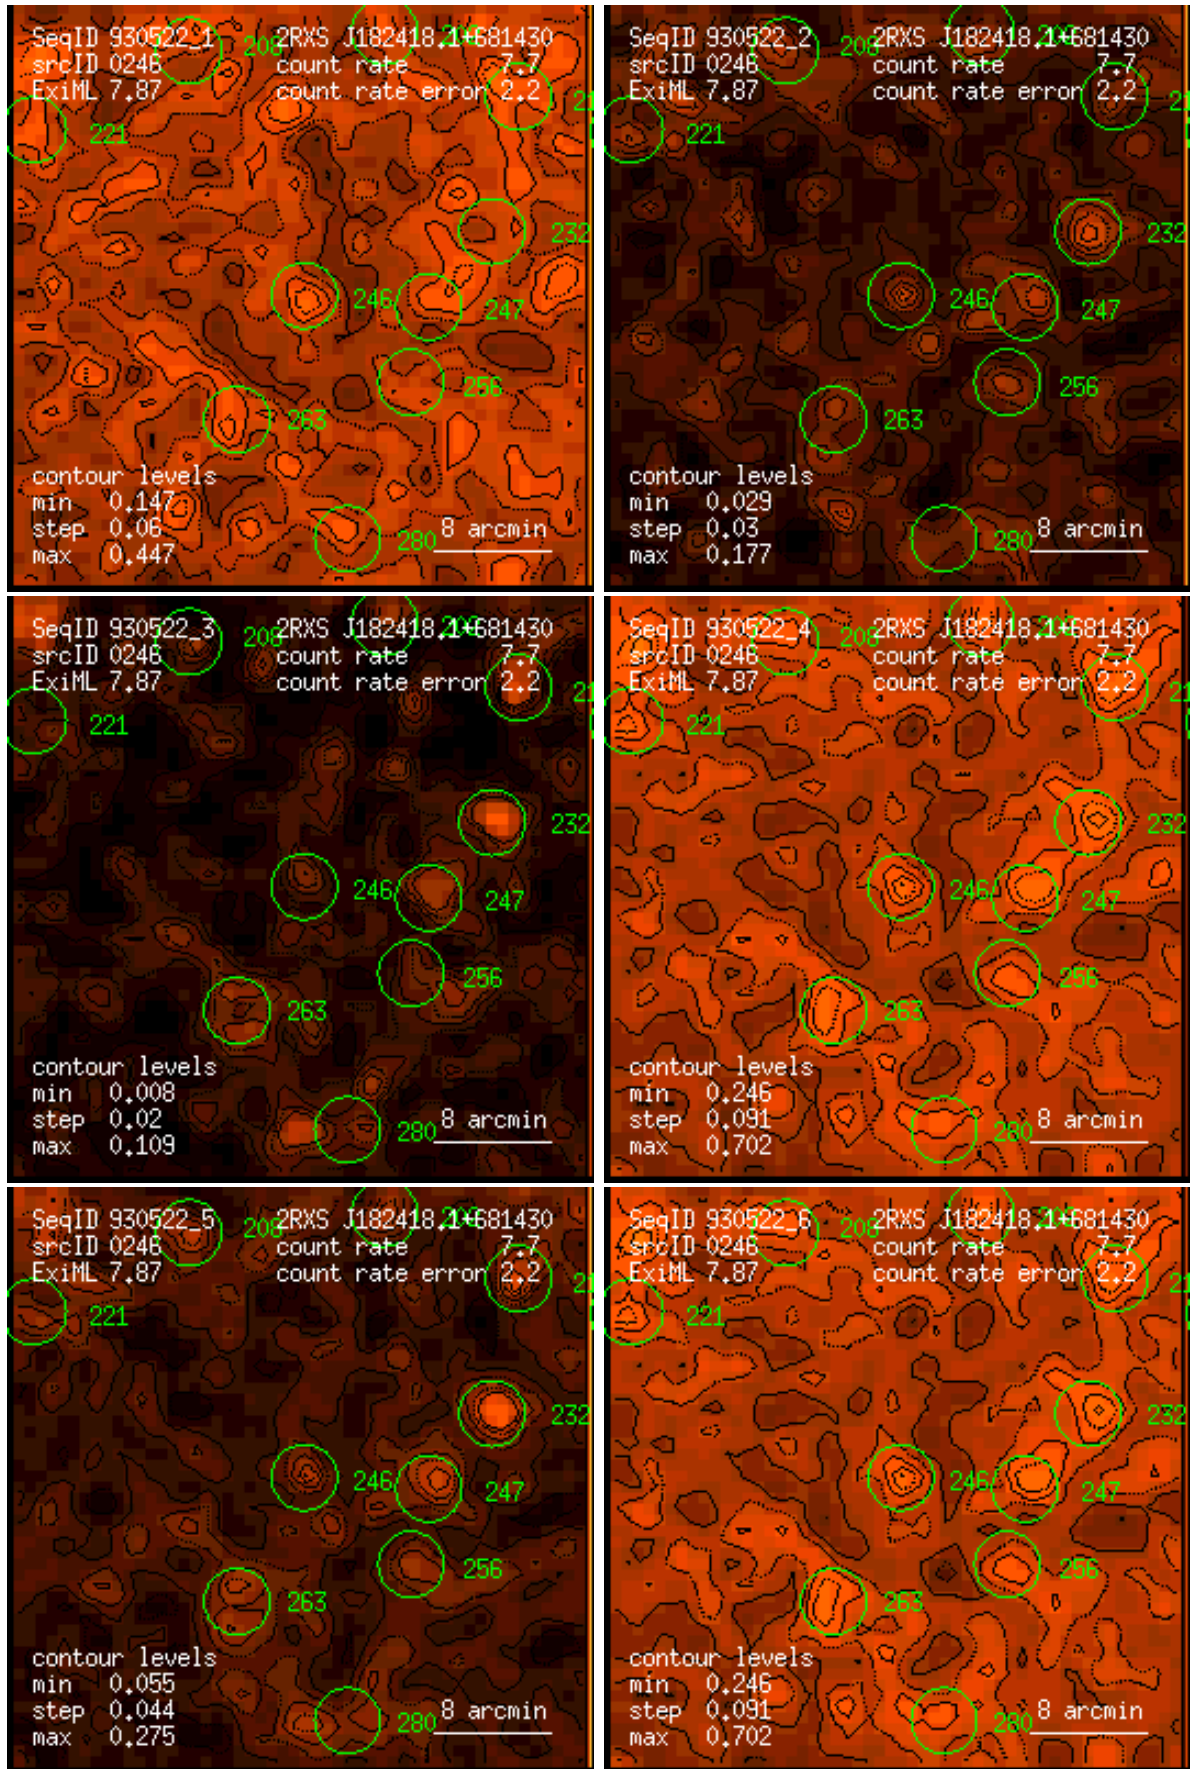 SeqID 930522_1 208 2RXS J182418.1+681430
srcID 0246 count rate 7.7
ExiML 7.87 count rate error 2.2
221
232
246 247
256
263
contour levels
min 0.147
step 0.06 8 arcmin
max 0.447 280
SeqID 930522_2 208 2RXS J182418.1+681430
srcID 0246 count rate 7.7
ExiML 7.87 count rate error 2.2
221
232
246 247
256
263
contour levels
min 0.029
step 0.03 8 arcmin
max 0.177 280
SeqID 930522_3 208 2RXS J182418.1+681430
srcID 0246 count rate 7.7
ExiML 7.87 count rate error 2.2
221
232
246 247
256
263
contour levels
min 0.008
step 0.02 8 arcmin
max 0.109 280
SeqID 930522_4 208 2RXS J182418.1+681430
srcID 0246 count rate 7.7
ExiML 7.87 count rate error 2.2
221
232
246 247
256
263
contour levels
min 0.246
step 0.091 8 arcmin
max 0.702 280
SeqID 930522_5 208 2RXS J182418.1+681430
srcID 0246 count rate 7.7
ExiML 7.87 count rate error 2.2
221
232
246 247
256
263
contour levels
min 0.055
step 0.044 8 arcmin
max 0.275 280
SeqID 930522_6 208 2RXS J182418.1+681430
srcID 0246 count rate 7.7
ExiML 7.87 count rate error 2.2
221
232
246 247
256
263
contour levels
min 0.246
step 0.091 8 arcmin
max 0.702 280